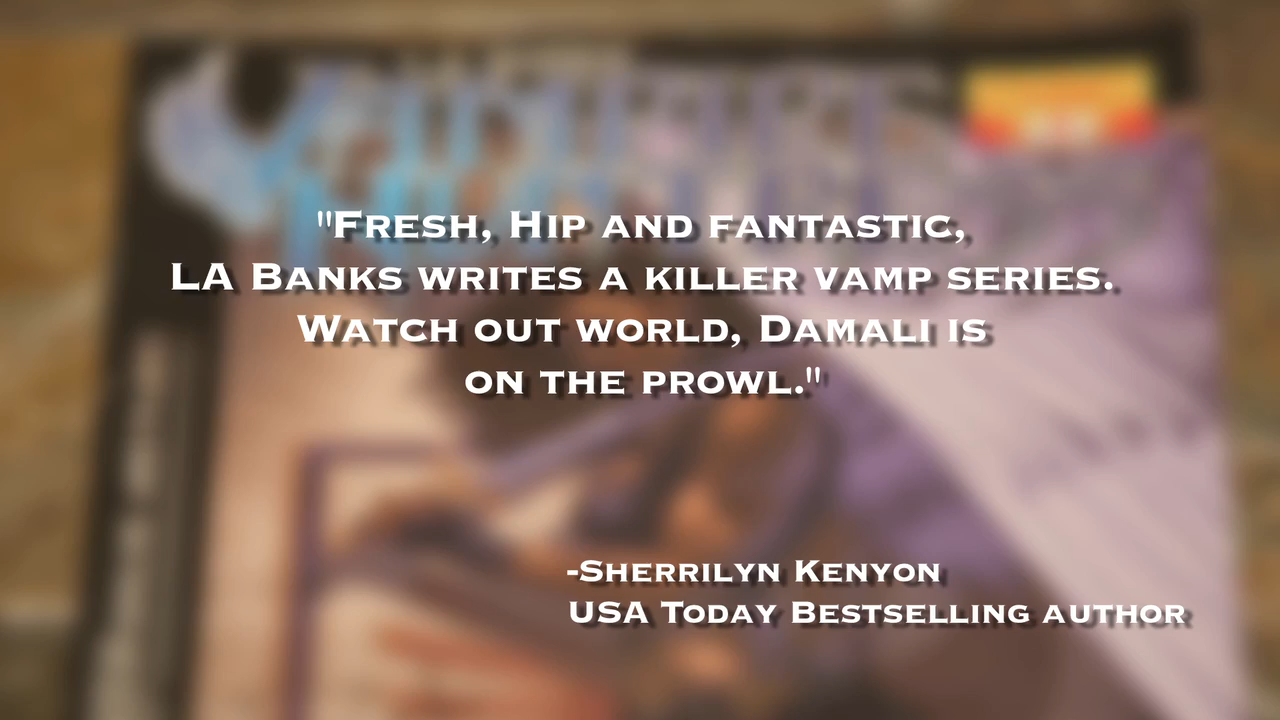 "Fresh, Hip and fantastic,
LA Banks writes a killer vamp series.
Watch out world, Damali is
on the prowl."
-Sherrilyn Kenyon
USA Today Bestselling author